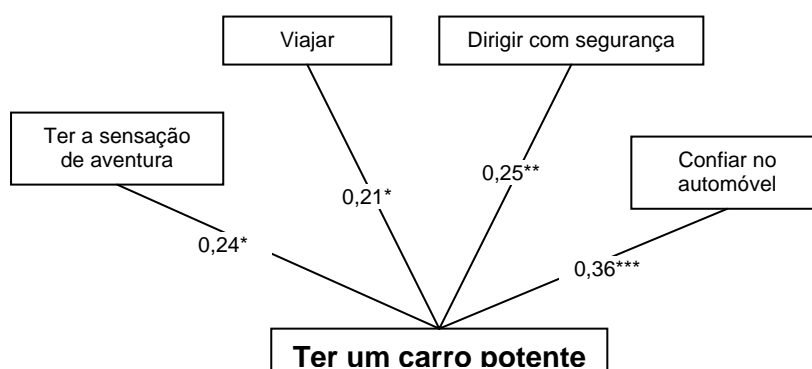 Viajar
Dirigir com segurança
Ter a sensação
de aventura
Confiar no
automóvel
0,25**
0,21*
0,24*
0,36***
Ter um carro potente